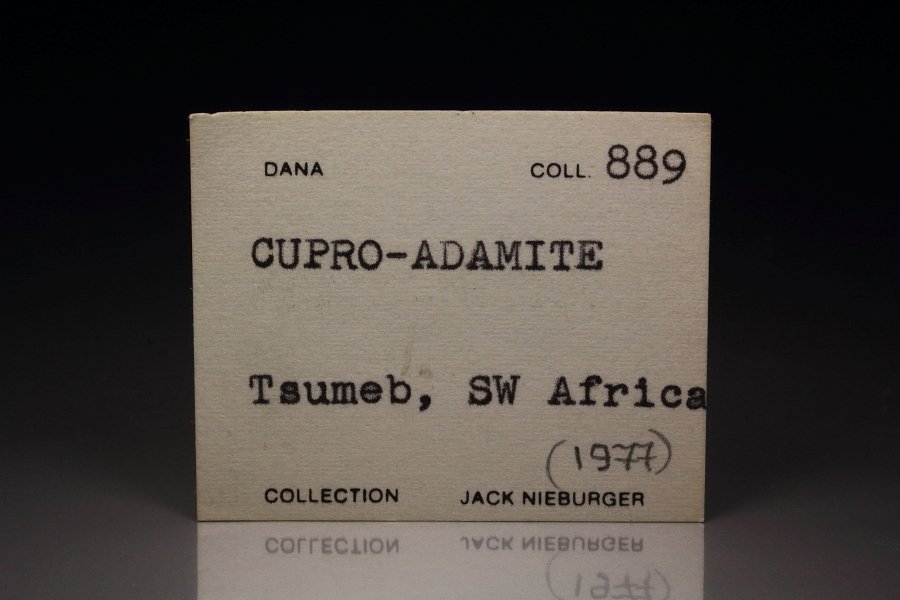 DANA COLL. 889
CUPRO-ADAMITE
Tsumeb, SW Africa
(1977)
COLLECTION JACK NIEBURGER